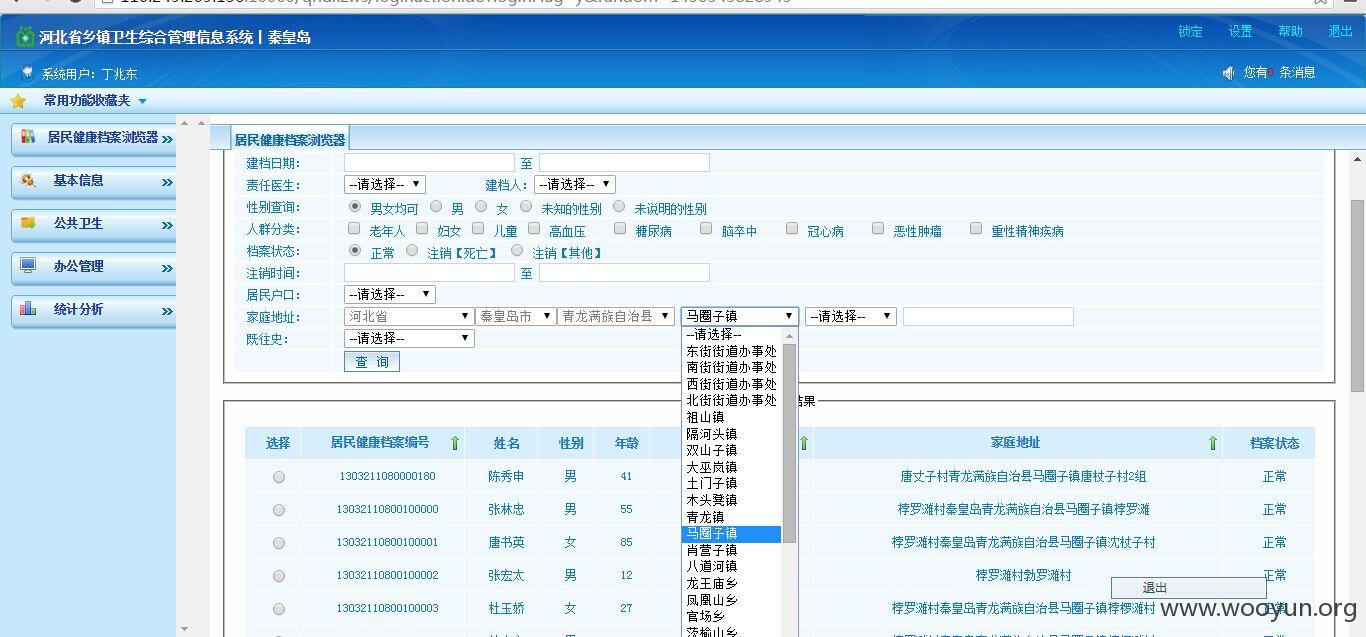 河北省乡镇卫生综合管理信息系统 | 秦皇岛
锁定 设置 帮助 退出
系统用户：丁兆东
您有0 条消息
常用功能收藏夹
居民健康档案浏览器
基本信息
公共卫生
办公管理
统计分析
居民健康档案浏览器
建档日期： 至
责任医生： --请选择-- 建档人： --请选择--
性别查询： 男女均可 男 女 未知的性别 未说明的性别
人群分类： 老年人 妇女 儿童 高血压 糖尿病 脑卒中 冠心病 恶性肿瘤 重性精神疾病
档案状态： 正常 注销【死亡】 注销【其他】
注销时间： 至
居民户口： --请选择--
家庭地址： 河北省 秦皇岛市 青龙满族自治县 马圈子镇 --请选择--
既往史： --请选择--
查 询
--请选择--
东街街道办事处
南街街道办事处
西街街道办事处
北街街道办事处
祖山镇
隔河头镇
双山子镇
大巫岚镇
土门子镇
木头凳镇
青龙镇
马圈子镇
肖营子镇
八道河镇
龙王庙乡
凤凰山乡
官场乡
茨榆山乡
结果
选择 居民健康档案编号 姓名 性别 年龄 家庭地址 档案状态
1303211080000180 陈秀申 男 41 唐丈子村青龙满族自治县马圈子镇唐杖子村2组 正常
13032110800100000 张林忠 男 55 桲罗滩村秦皇岛青龙满族自治县马圈子镇桲罗滩 正常
13032110800100001 唐书英 女 85 桲罗滩村秦皇岛青龙满族自治县马圈子镇沈杖子村 正常
13032110800100002 张宏太 男 12 桲罗滩村勃罗滩村 正常
13032110800100003 杜玉娇 女 27 桲罗滩村秦皇岛青龙满族自治县马圈子镇桲椤滩村
退出
www.wooyun.org